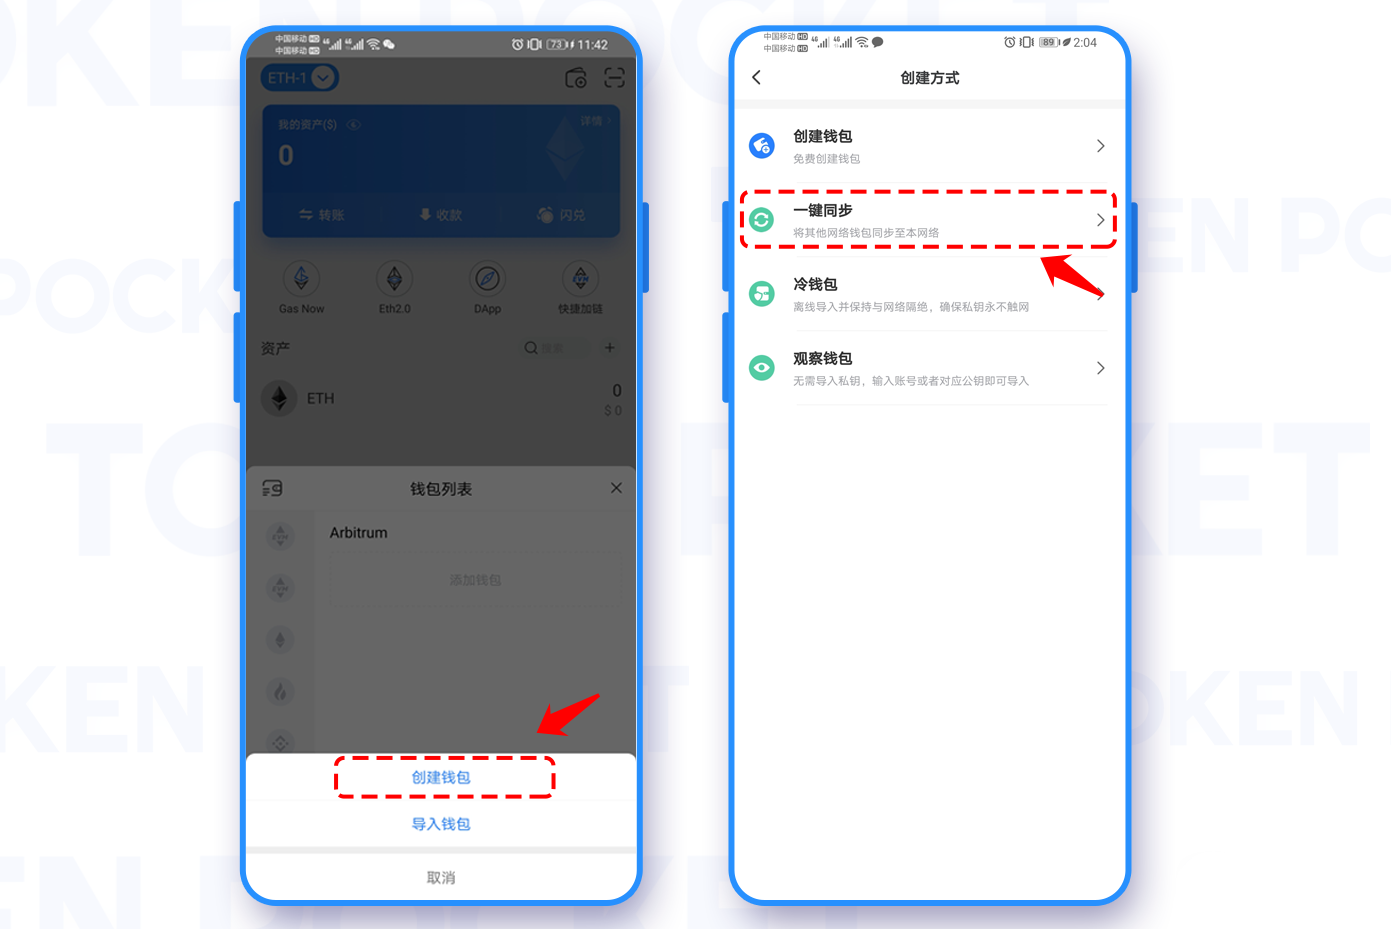 中国移动 HD
中国移动 HD
4G
4G
73
11:42
ETH-1
我的资产($)
详情
0
转账
收款
闪兑
Gas Now
Eth2.0
DApp
快捷加链
资产
搜索
ETH
0
$ 0
钱包列表
Arbitrum
添加钱包
EVM
EVM
创建钱包
导入钱包
取消
中国移动 HD
中国移动 HD
4G
4G
89
2:04
创建方式
创建钱包
免费创建钱包
一键同步
将其他网络钱包同步至本网络
冷钱包
离线导入并保持与网络隔绝，确保私钥永不触网
观察钱包
无需导入私钥，输入账号或者对应公钥即可导入
TOKEN POCKET